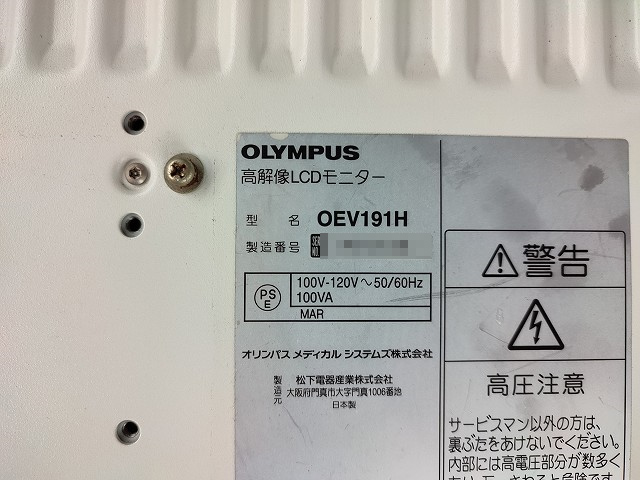 OLYMPUS
高解像LCDモニター
型 名 OEV191H
製造番号 SER. NO.
PS E
100V-120V～50/60Hz
100VA
MAR
オリンパス メディカル システムズ株式会社
製造元
松下電器産業株式会社
大阪府門真市大字門真1006番地
日本製
警告
高圧注意
サービスマン以外の方は、
裏ぶたをあけないでください。
内部には高電圧部分が数多く